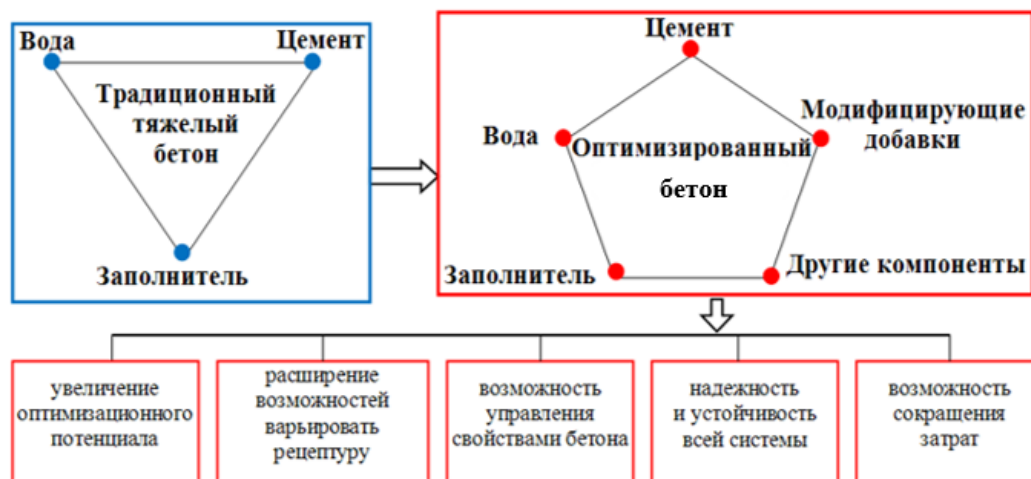 Вода
Цемент
Традиционный
тяжелый
бетон
Заполнитель
Цемент
Модифицирующие
добавки
Вода
Оптимизированный
бетон
Заполнитель
Другие компоненты
увеличение
оптимизационного
потенциала
расширение
возможностей
варьировать
рецептуру
возможность
управления
свойствами бетона
надежность
и устойчивость
всей системы
возможность
сокращения
затрат